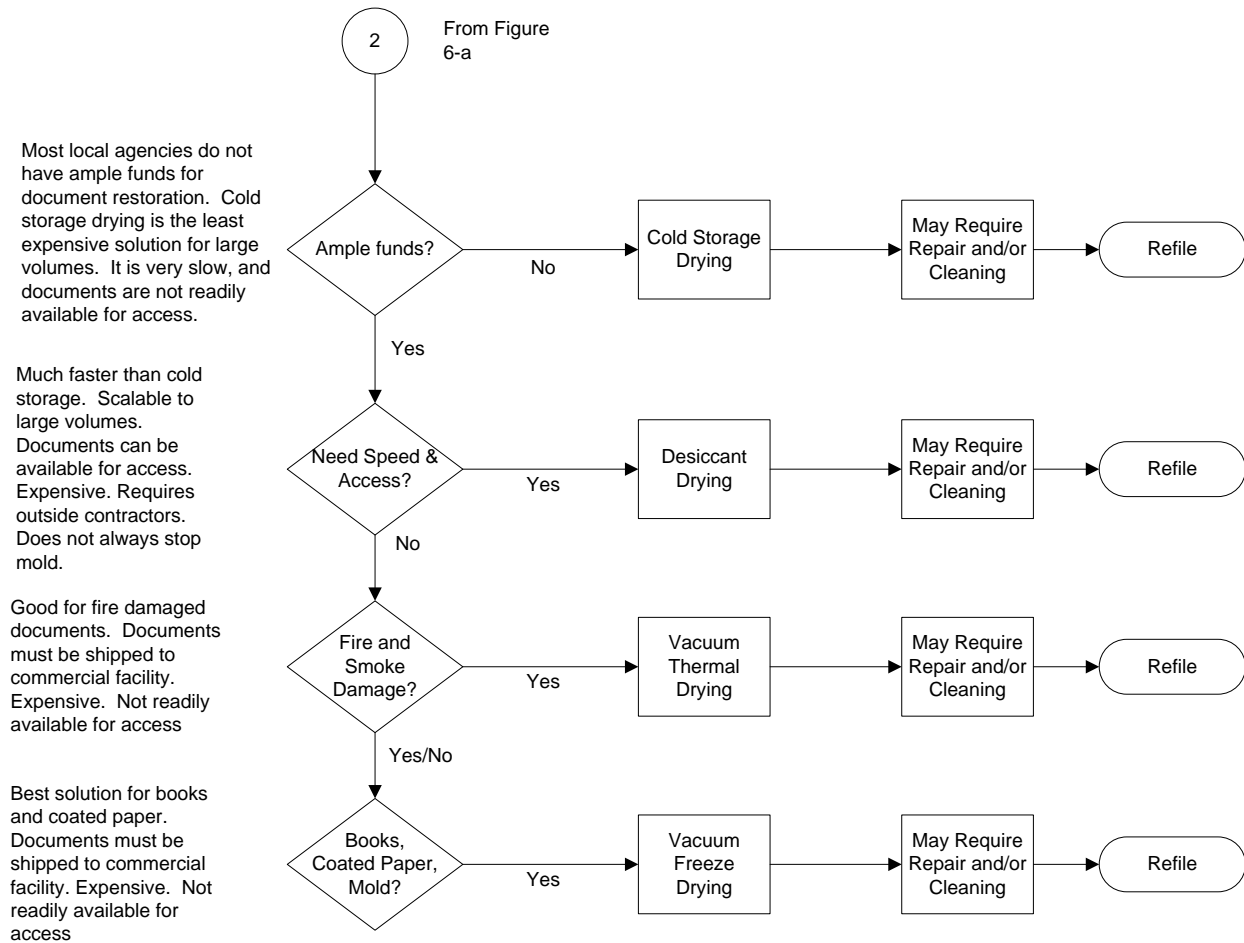 2
From Figure
6-a
Most local agencies do not
have ample funds for
document restoration.  Cold
storage drying is the least
expensive solution for large
volumes.  It is very slow, and
documents are not readily
available for access.
Ample funds?
No
Cold Storage
Drying
May Require
Repair and/or
Cleaning
Refile
Yes
Much faster than cold
storage.  Scalable to
large volumes.
Documents can be
available for access.
Expensive. Requires
outside contractors.
Does not always stop
mold.
Need Speed &
Access?
Yes
Desiccant
Drying
May Require
Repair and/or
Cleaning
Refile
No
Good for fire damaged
documents.  Documents
must be shipped to
commercial facility.
Expensive.  Not readily
available for access
Fire and
Smoke
Damage?
Yes
Vacuum
Thermal
Drying
May Require
Repair and/or
Cleaning
Refile
Yes/No
Best solution for books
and coated paper.
Documents must be
shipped to commercial
facility. Expensive.  Not
readily available for
access
Books,
Coated Paper,
Mold?
Yes
Vacuum
Freeze
Drying
May Require
Repair and/or
Cleaning
Refile